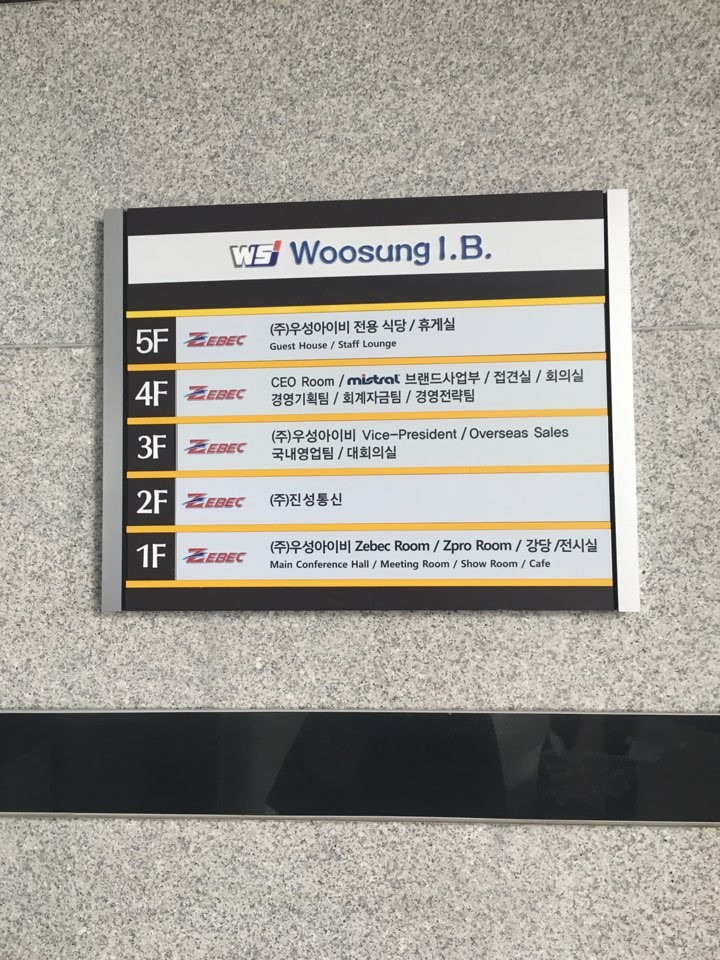 WSI Woosung I.B.
5F ZEBEC (주)우성아이비 전용 식당 / 휴게실
Guest House / Staff Lounge
4F ZEBEC CEO Room / mistral 브랜드사업부 / 접견실 / 회의실
경영기획팀 / 회계자금팀 / 경영전략팀
3F ZEBEC (주)우성아이비 Vice-President / Overseas Sales
국내영업팀 / 대회의실
2F ZEBEC (주)진성통신
1F ZEBEC (주)우성아이비 Zebec Room / Zpro Room / 강당 /전시실
Main Conference Hall / Meeting Room / Show Room / Cafe